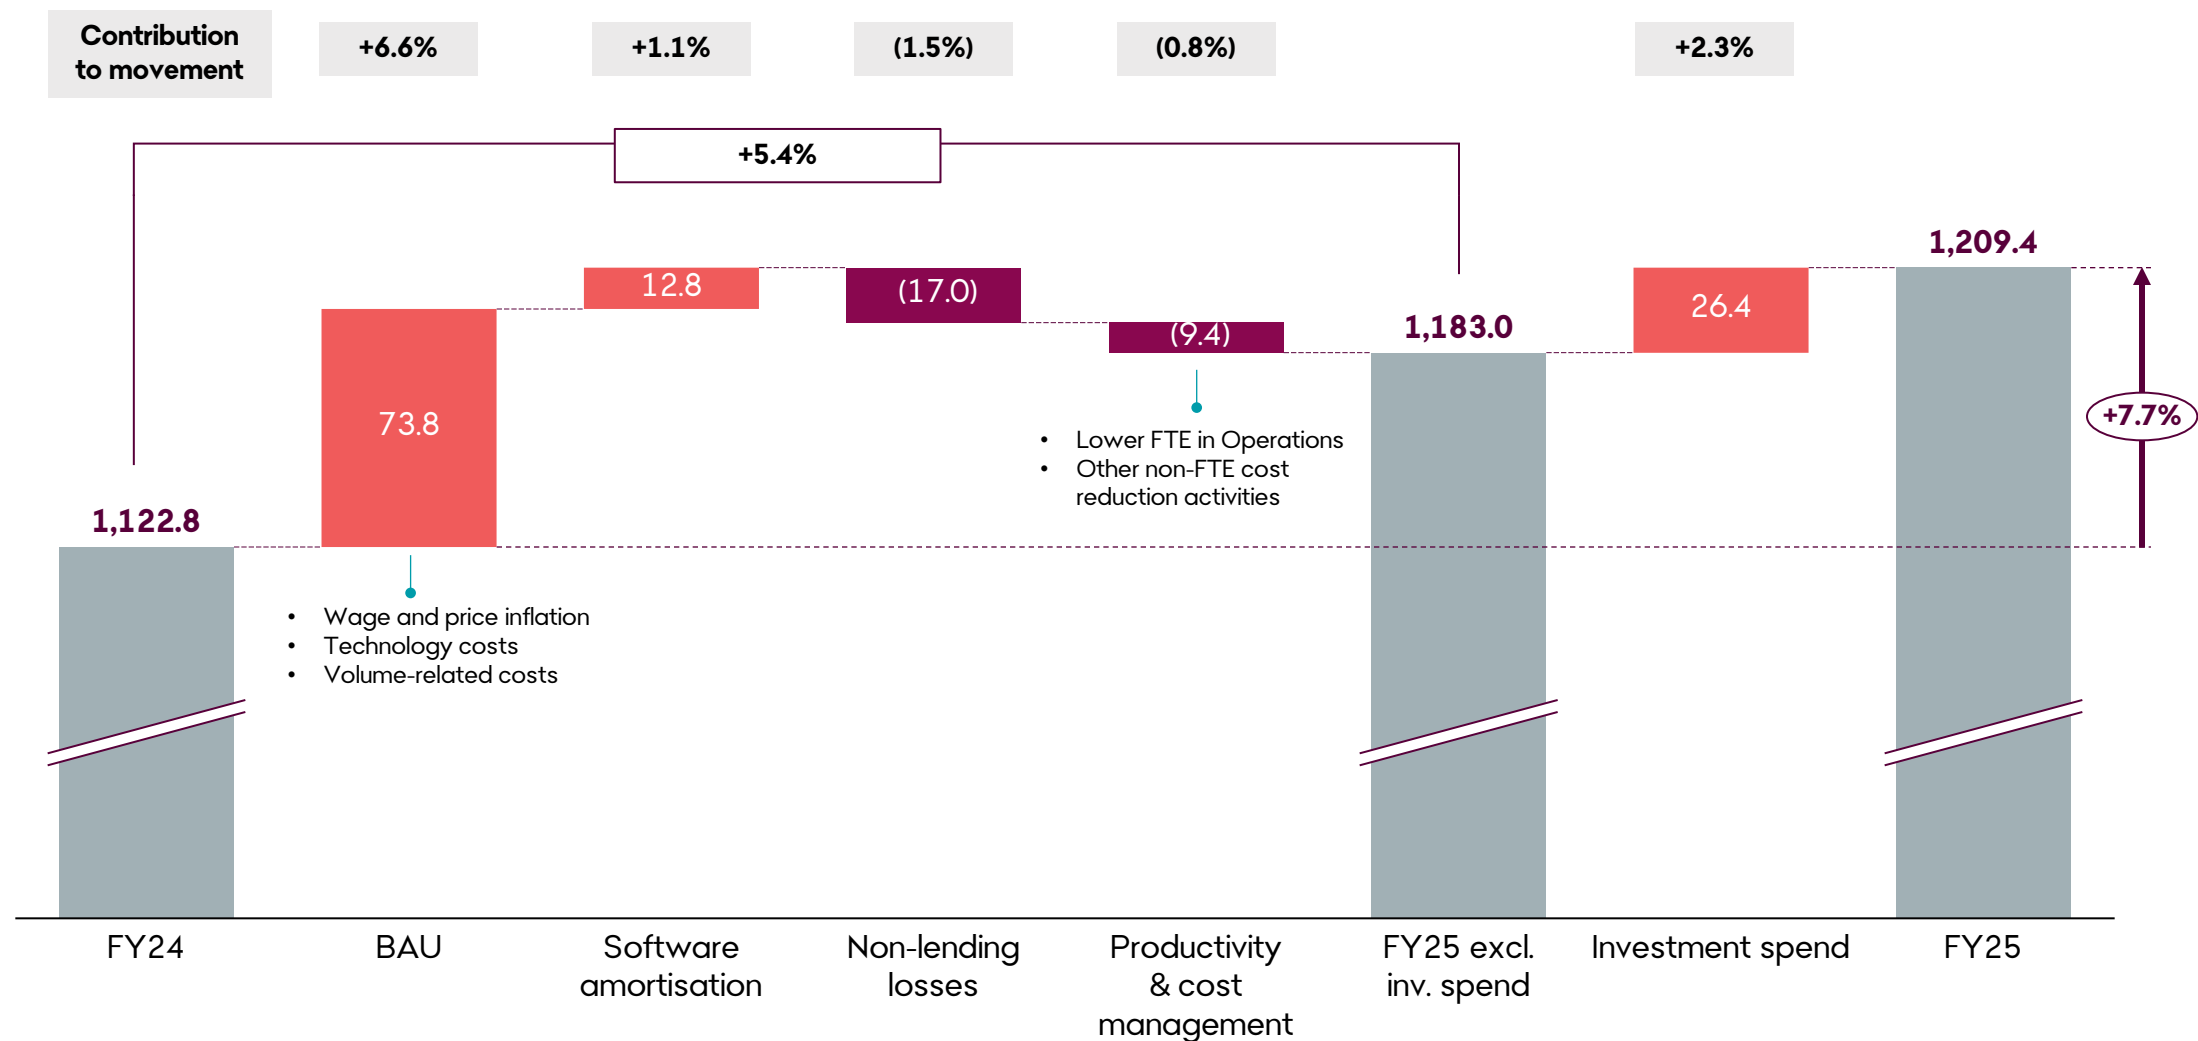 Contribution
to movement
+6.6%
+1.1%
(1.5%)
(0.8%)
+2.3%
+5.4%
1,209.4
12.8
(17.0)
26.4
(9.4)
1,183.0
73.8
+7.7%
• Lower FTE in Operations
• Other non-FTE cost
reduction activities
1,122.8
• Wage and price inflation
• Technology costs
• Volume-related costs
FY24
BAU
Software
amortisation
Non-lending
losses
Productivity
& cost
management
FY25 excl.
inv. spend
Investment spend
FY25